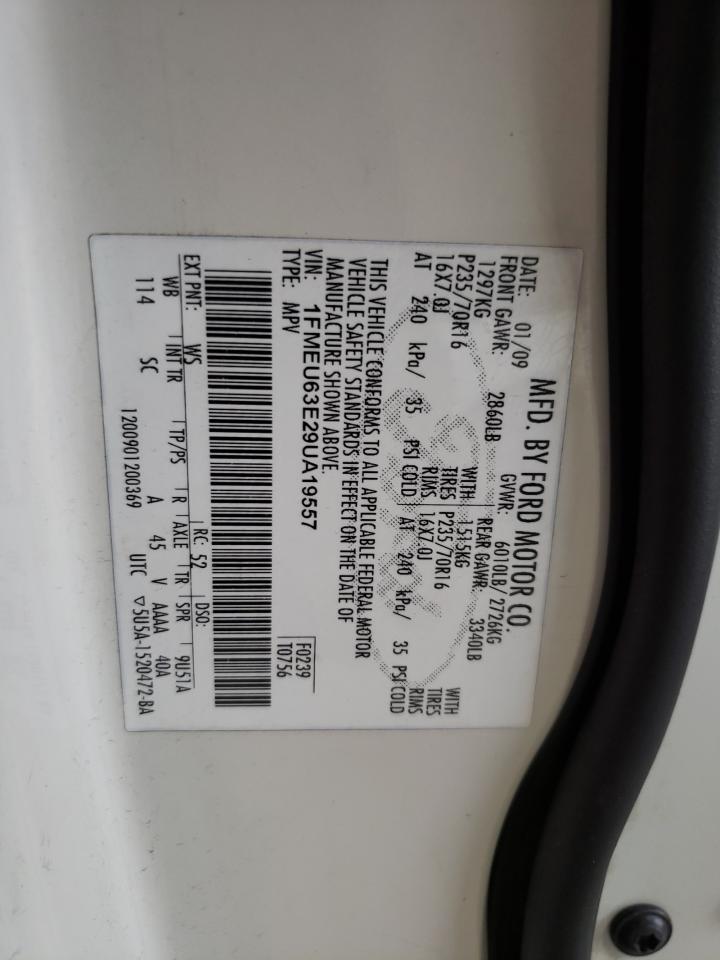 MFD. BY FORD MOTOR CO.
DATE: 01/09 GVWR: 6010LB/ 2726KG
FRONT GAWR: 2860LB REAR GAWR: 3340LB
1297KG WITH 1515KG WITH
P235/70R16 TIRES P235/70R16 TIRES
16X7.0J RIMS 16X7.0J RIMS
AT 240 kPa/ 35 PSI COLD AT 240 kPa/ 35 PSI COLD
THIS VEHICLE CONFORMS TO ALL APPLICABLE FEDERAL MOTOR
VEHICLE SAFETY STANDARDS IN EFFECT ON THE DATE OF
MANUFACTURE SHOWN ABOVE.
VIN: 1FMEU63E29UA19557 F0239
TYPE: MPV T0756
EXT PNT: WS RC: 52 DSO:
WB INT TR TP/PS R AXLE TR SPR 9U51A
114 SC A 45 V AAAA 40A
1200901200369 UTC ▽5U5A-1520472-BA